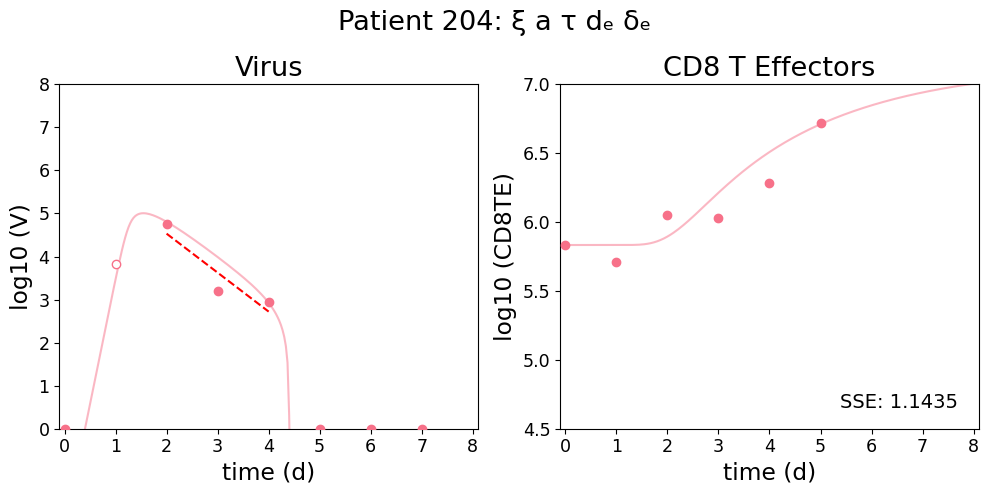 Patient 204: ξ a τ dₑ δₑ
Virus
log10 (V)
8
7
6
5
4
3
2
1
0
0 1 2 3 4 5 6 7 8
time (d)
CD8 T Effectors
log10 (CD8TE)
7.0
6.5
6.0
5.5
5.0
4.5
SSE: 1.1435
0 1 2 3 4 5 6 7 8
time (d)